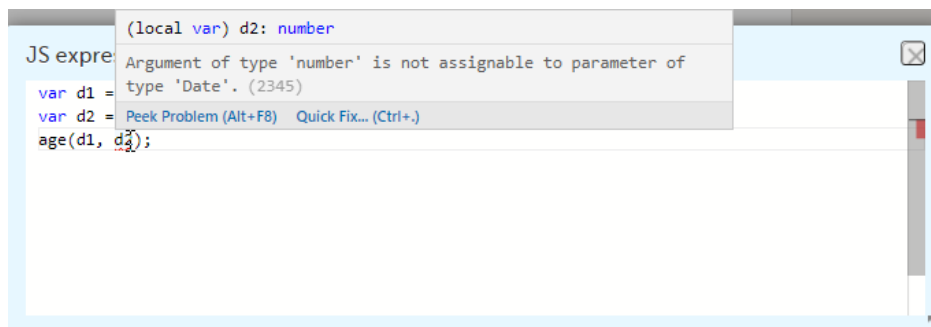 (local var) d2: number
JS expre
Argument of type 'number' is not assignable to parameter of
type 'Date'. (2345)
var d1 =
var d2 =
Peek Problem (Alt+F8) Quick Fix... (Ctrl+.)
age(d1, d2);